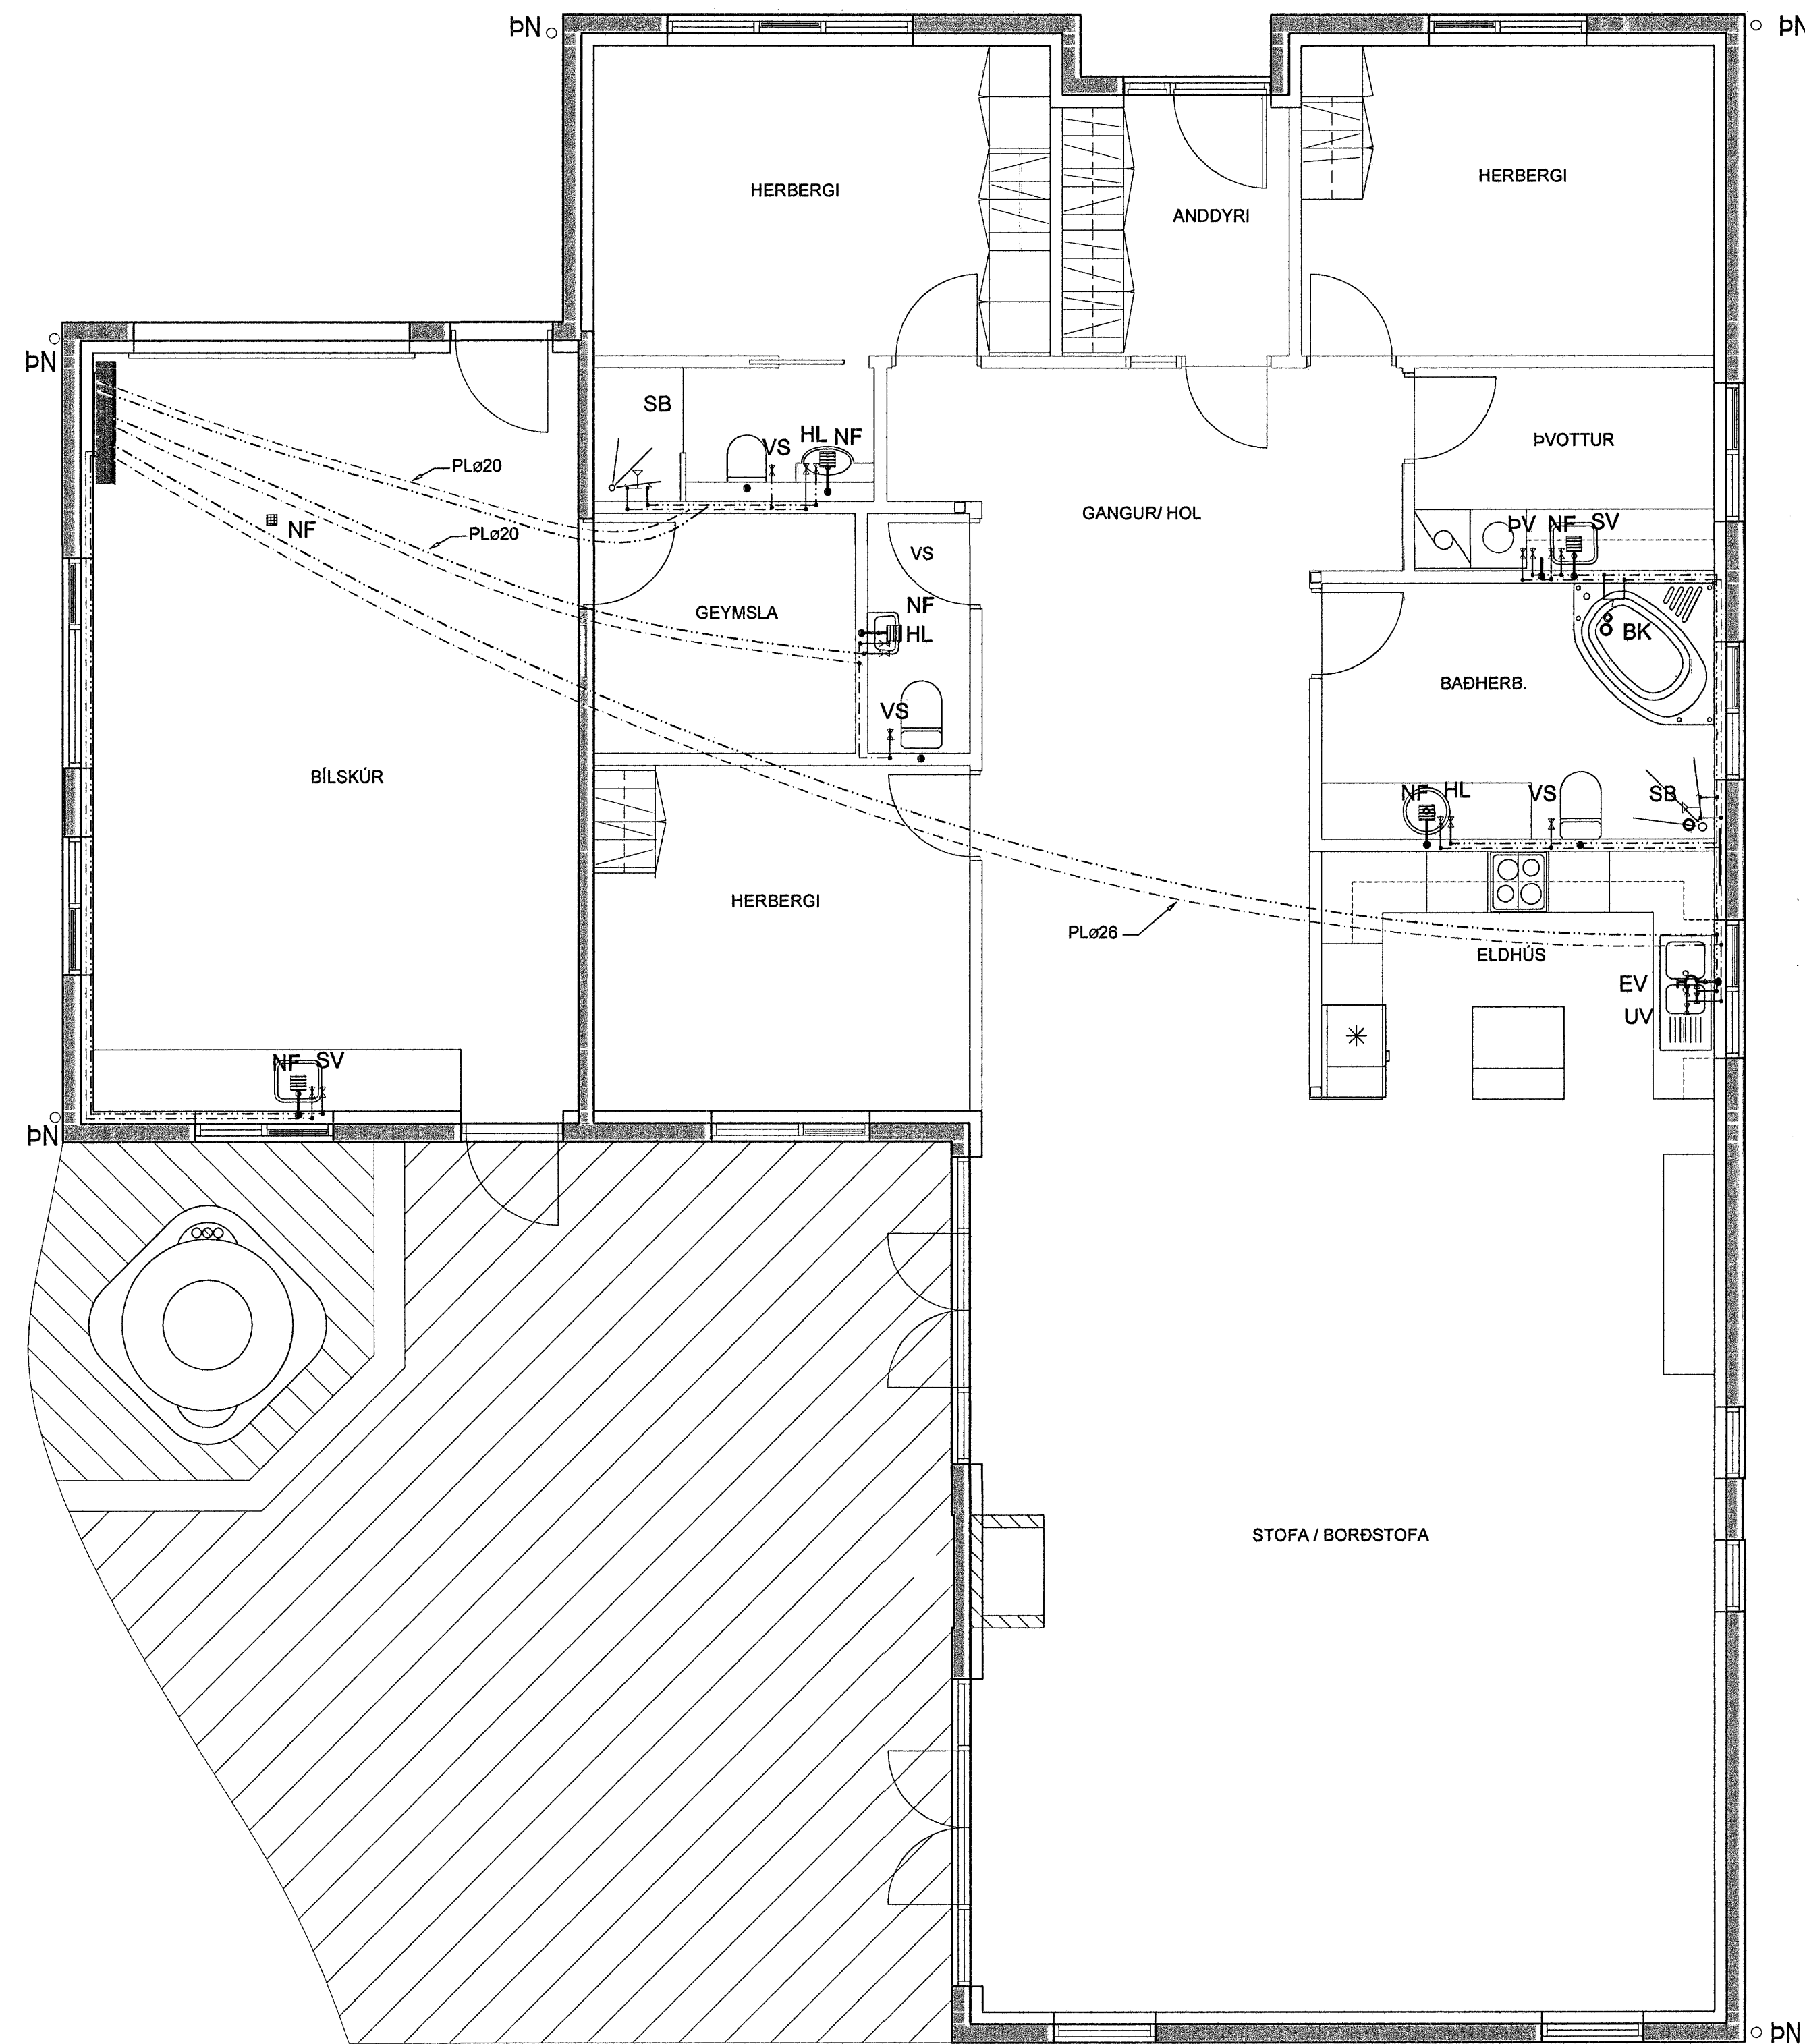 ÞN
ÞN
HERBERGI
ANDDYRI
HERBERGI
ÞN
SB
VS
HL
NF
ÞVOTTUR
PLø20
PLø20
NF
GANGUR/ HOL
ÞV
NF
SV
VS
NF
GEYMSLA
HL
BK
BAÐHERB.
VS
BÍLSKÚR
NF
HL
VS
SB
HERBERGI
PLø26
ELDHÚS
EV
UV
NF
SV
ÞN
STOFA / BORÐSTOFA
ÞN